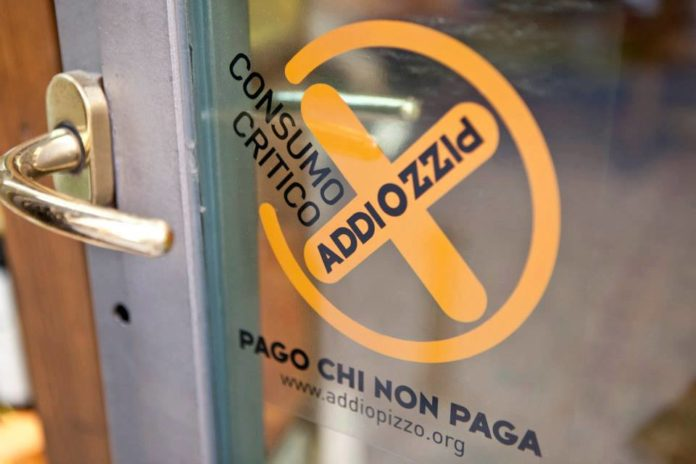 CONSUMO
CRITICO
ADDIOPIZZO
PAGO CHI NON PAGA
www.addiopizzo.org